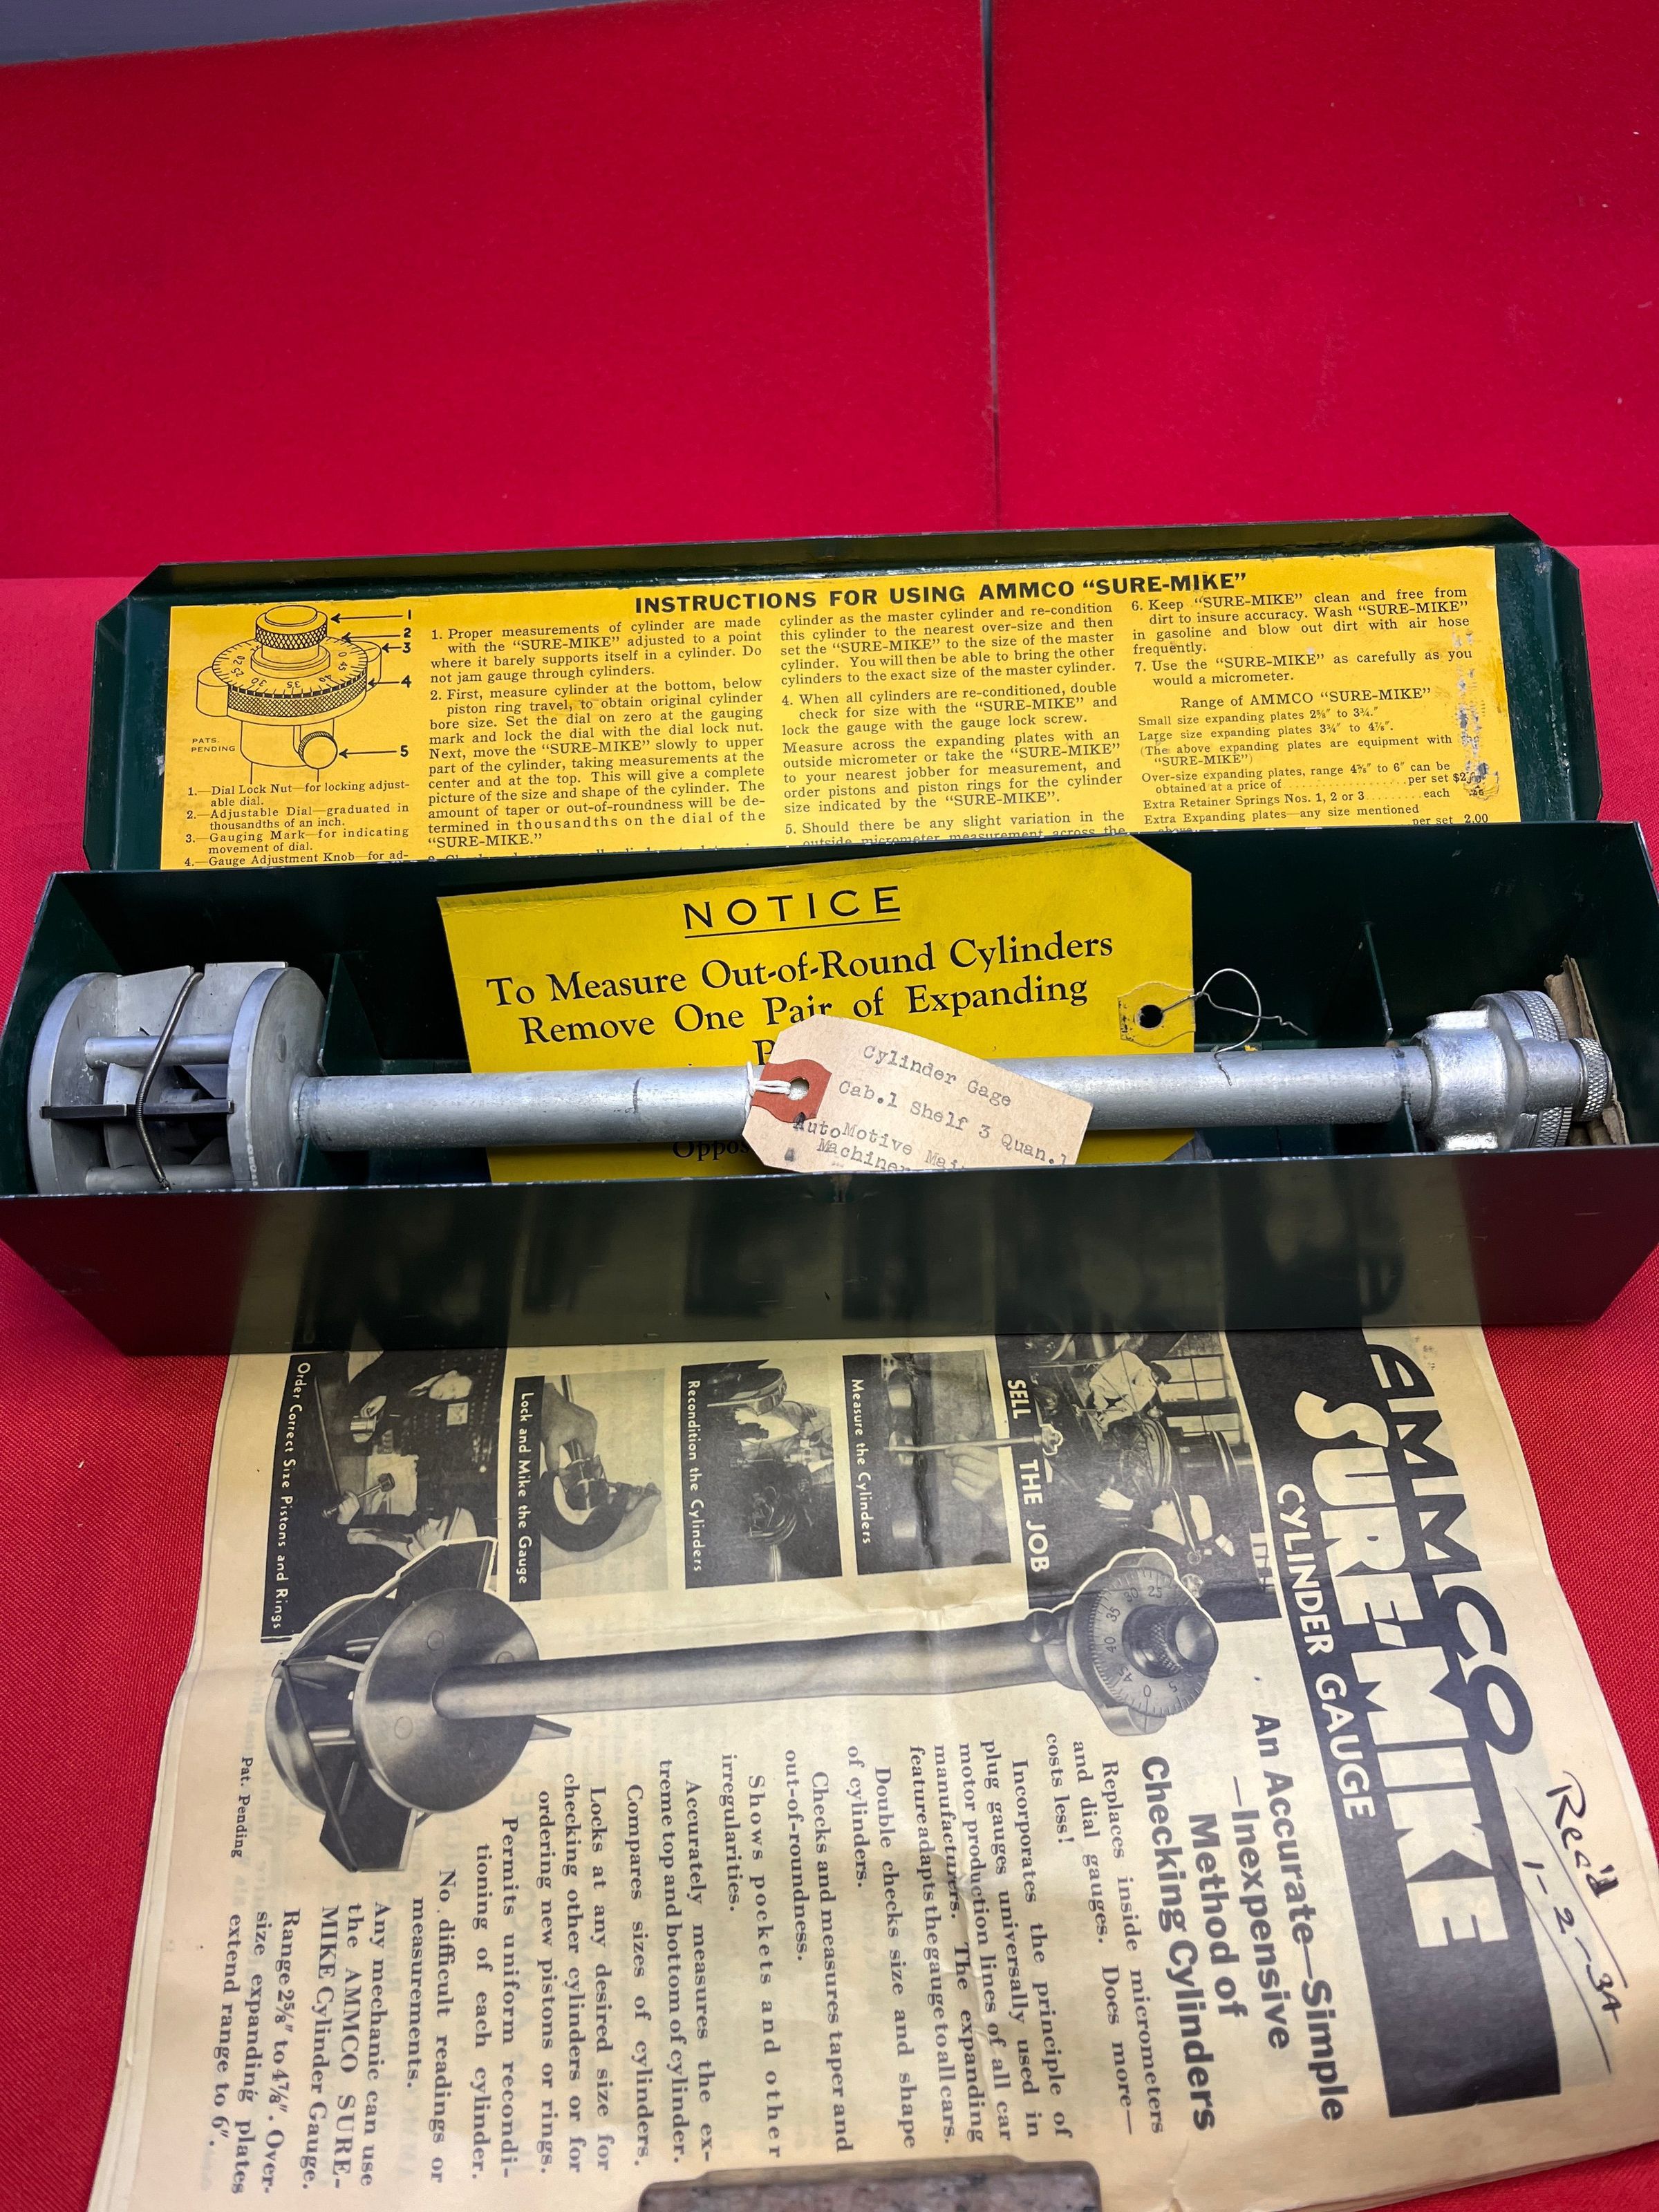 INSTRUCTIONS FOR USING AMMCO “SURE-MIKE”
1
2
3
4
5
PATS.
PENDING
1.—Dial Lock Nut—for locking adjust-
able dial.
2.—Adjustable Dial—graduated in
thousandths of an inch.
3.—Gauging Mark—for indicating
movement of dial.
4.—Gauge Adjustment Knob—for ad-
1. Proper measurements of cylinder are made
with the “SURE-MIKE” adjusted to a point
where it barely supports itself in a cylinder. Do
not jam gauge through cylinders.
2. First, measure cylinder at the bottom, below
piston ring travel, to obtain original cylinder
bore size. Set the dial on zero at the gauging
mark and lock the dial with the dial lock nut.
Next, move the “SURE-MIKE” slowly to upper
part of the cylinder, taking measurements at the
center and at the top. This will give a complete
picture of the size and shape of the cylinder. The
amount of taper or out-of-roundness will be de-
termined in thousandths on the dial of the
“SURE-MIKE.”
cylinder as the master cylinder and re-condition
this cylinder to the nearest over-size and then
set the “SURE-MIKE” to the size of the master
cylinder. You will then be able to bring the other
cylinders to the exact size of the master cylinder.
4. When all cylinders are re-conditioned, double
check for size with the “SURE-MIKE” and
lock the gauge with the gauge lock screw.
Measure across the expanding plates with an
outside micrometer or take the “SURE-MIKE”
to your nearest jobber for measurement, and
order pistons and piston rings for the cylinder
size indicated by the “SURE-MIKE”.
5. Should there be any slight variation in the
outside micrometer measurement across the
6. Keep “SURE-MIKE” clean and free from
dirt to insure accuracy. Wash “SURE-MIKE”
in gasoline and blow out dirt with air hose
frequently.
7. Use the “SURE-MIKE” as carefully as you
would a micrometer.
Range of AMMCO “SURE-MIKE”
Small size expanding plates 2⅝″ to 3¾.″
Large size expanding plates 3¾″ to 4⅞″.
(The above expanding plates are equipment with
“SURE-MIKE”)
Over-size expanding plates, range 4⅞″ to 6″ can be
obtained at a price of ..................per set $2
Extra Retainer Springs Nos. 1, 2 or 3.........each
Extra Expanding plates—any size mentioned
above per set 2.00
NOTICE
To Measure Out-of-Round Cylinders
Remove One Pair of Expanding
Cylinder Gage
Cab.1 Shelf 3 Quan.1
AutoMotive
Rec'd
1-2-34
AMMCO
SURE-MIKE
CYLINDER GAUGE
An Accurate—Simple
—Inexpensive
Method of
Checking Cylinders
SELL THE JOB
Measure the Cylinders
Recondition the Cylinders
Lock and Mike the Gauge
Order Correct Size Pistons and Rings
Replaces inside micrometers
and dial gauges. Does more—
costs less!
Incorporates the principle of
plug gauges universally used in
motor production lines of all car
manufacturers. The expanding
feature adapts the gauge to all cars.
Double checks size and shape
of cylinders.
Checks and measures taper and
out-of-roundness.
Shows pockets and other
irregularities.
Accurately measures the ex-
treme top and bottom of cylinder.
Compares sizes of cylinders.
Locks at any desired size for
checking other cylinders or for
ordering new pistons or rings.
Permits uniform recondi-
tioning of each cylinder.
No difficult readings or
measurements.
Any mechanic can use
the AMMCO SURE-
MIKE Cylinder Gauge.
Range 2⅝″ to 4⅞″. Over-
size expanding plates
extend range to 6″.
Pat. Pending